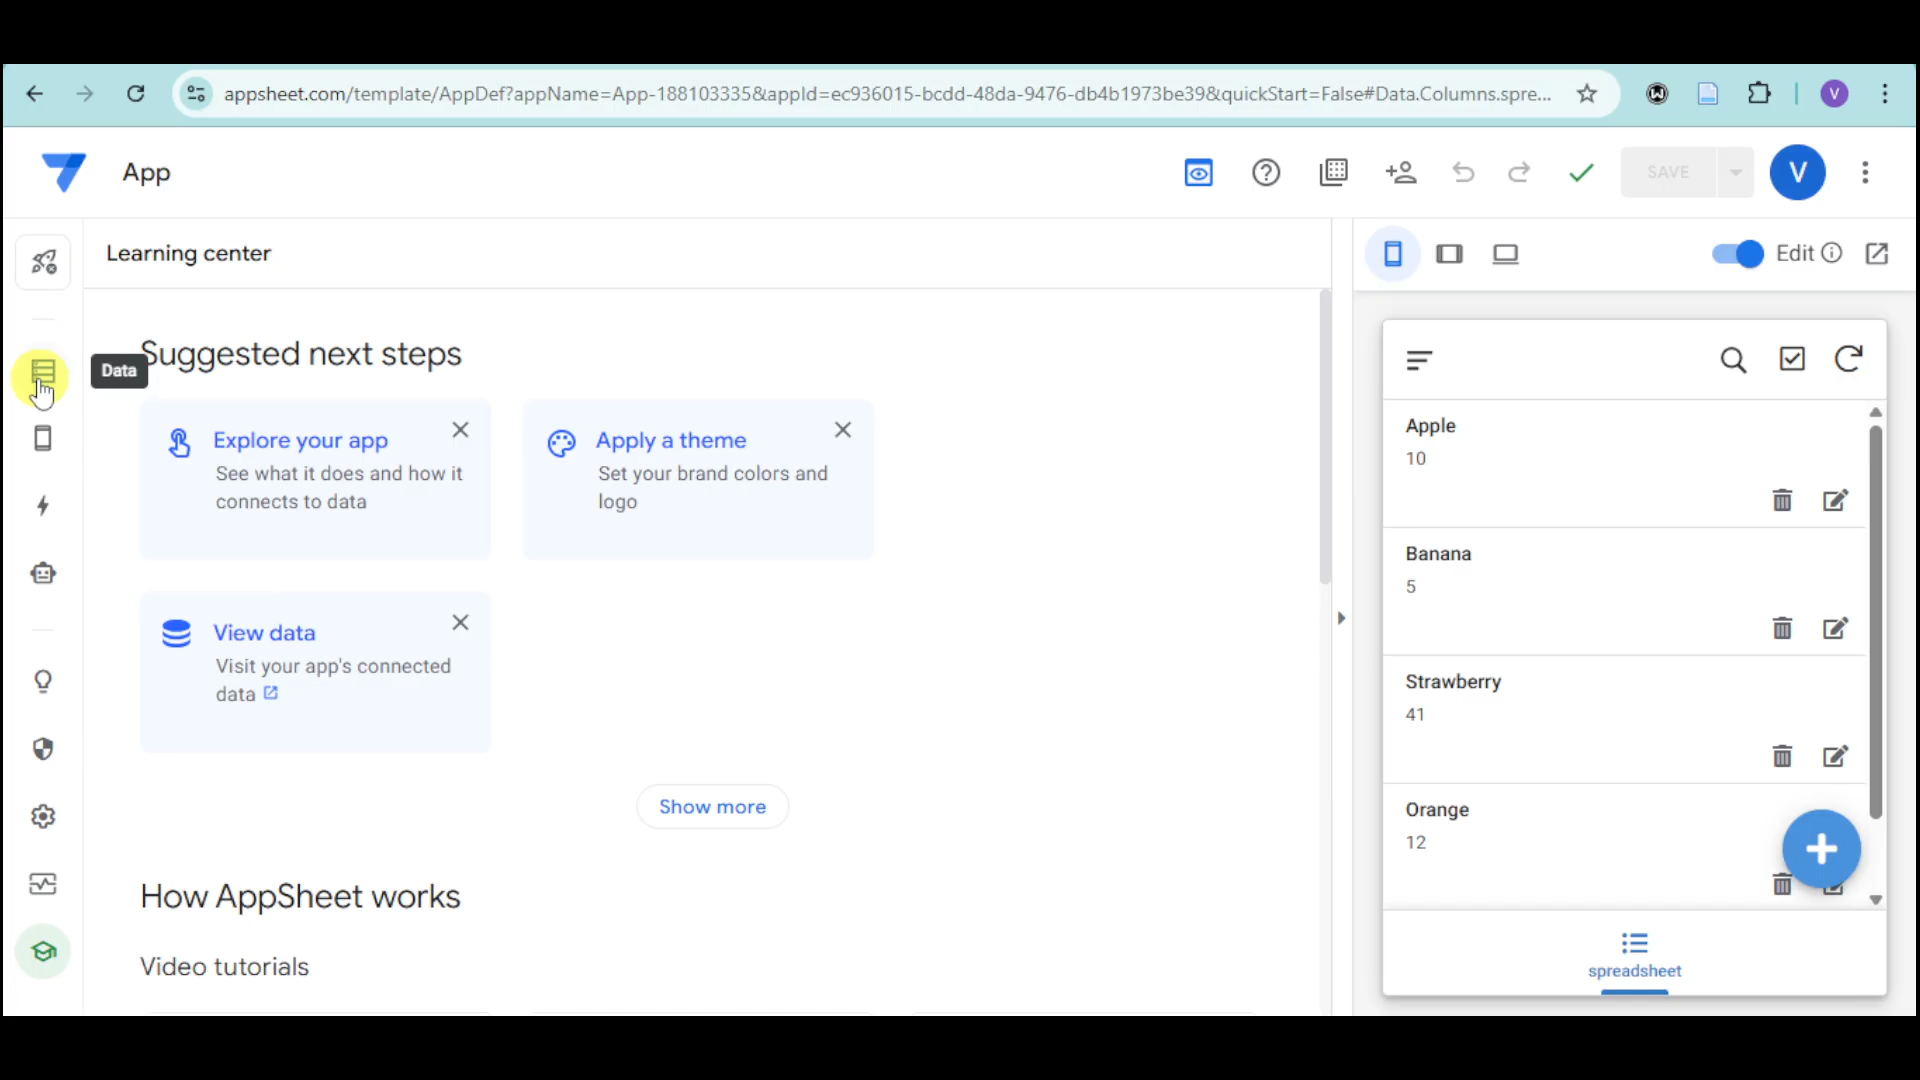 appsheet.com/template/AppDef?appName=App-188103335&appId=ec936015-bcdd-48da-9476-db4b1973be39&quickStart=False#Data.Columns.spre...
V
App
SAVE
V
Learning center
Edit
Data
Suggested next steps
Explore your app
See what it does and how it
connects to data
Apply a theme
Set your brand colors and
logo
View data
Visit your app's connected
data
Show more
How AppSheet works
Video tutorials
Apple
10
Banana
5
Strawberry
41
Orange
12
spreadsheet